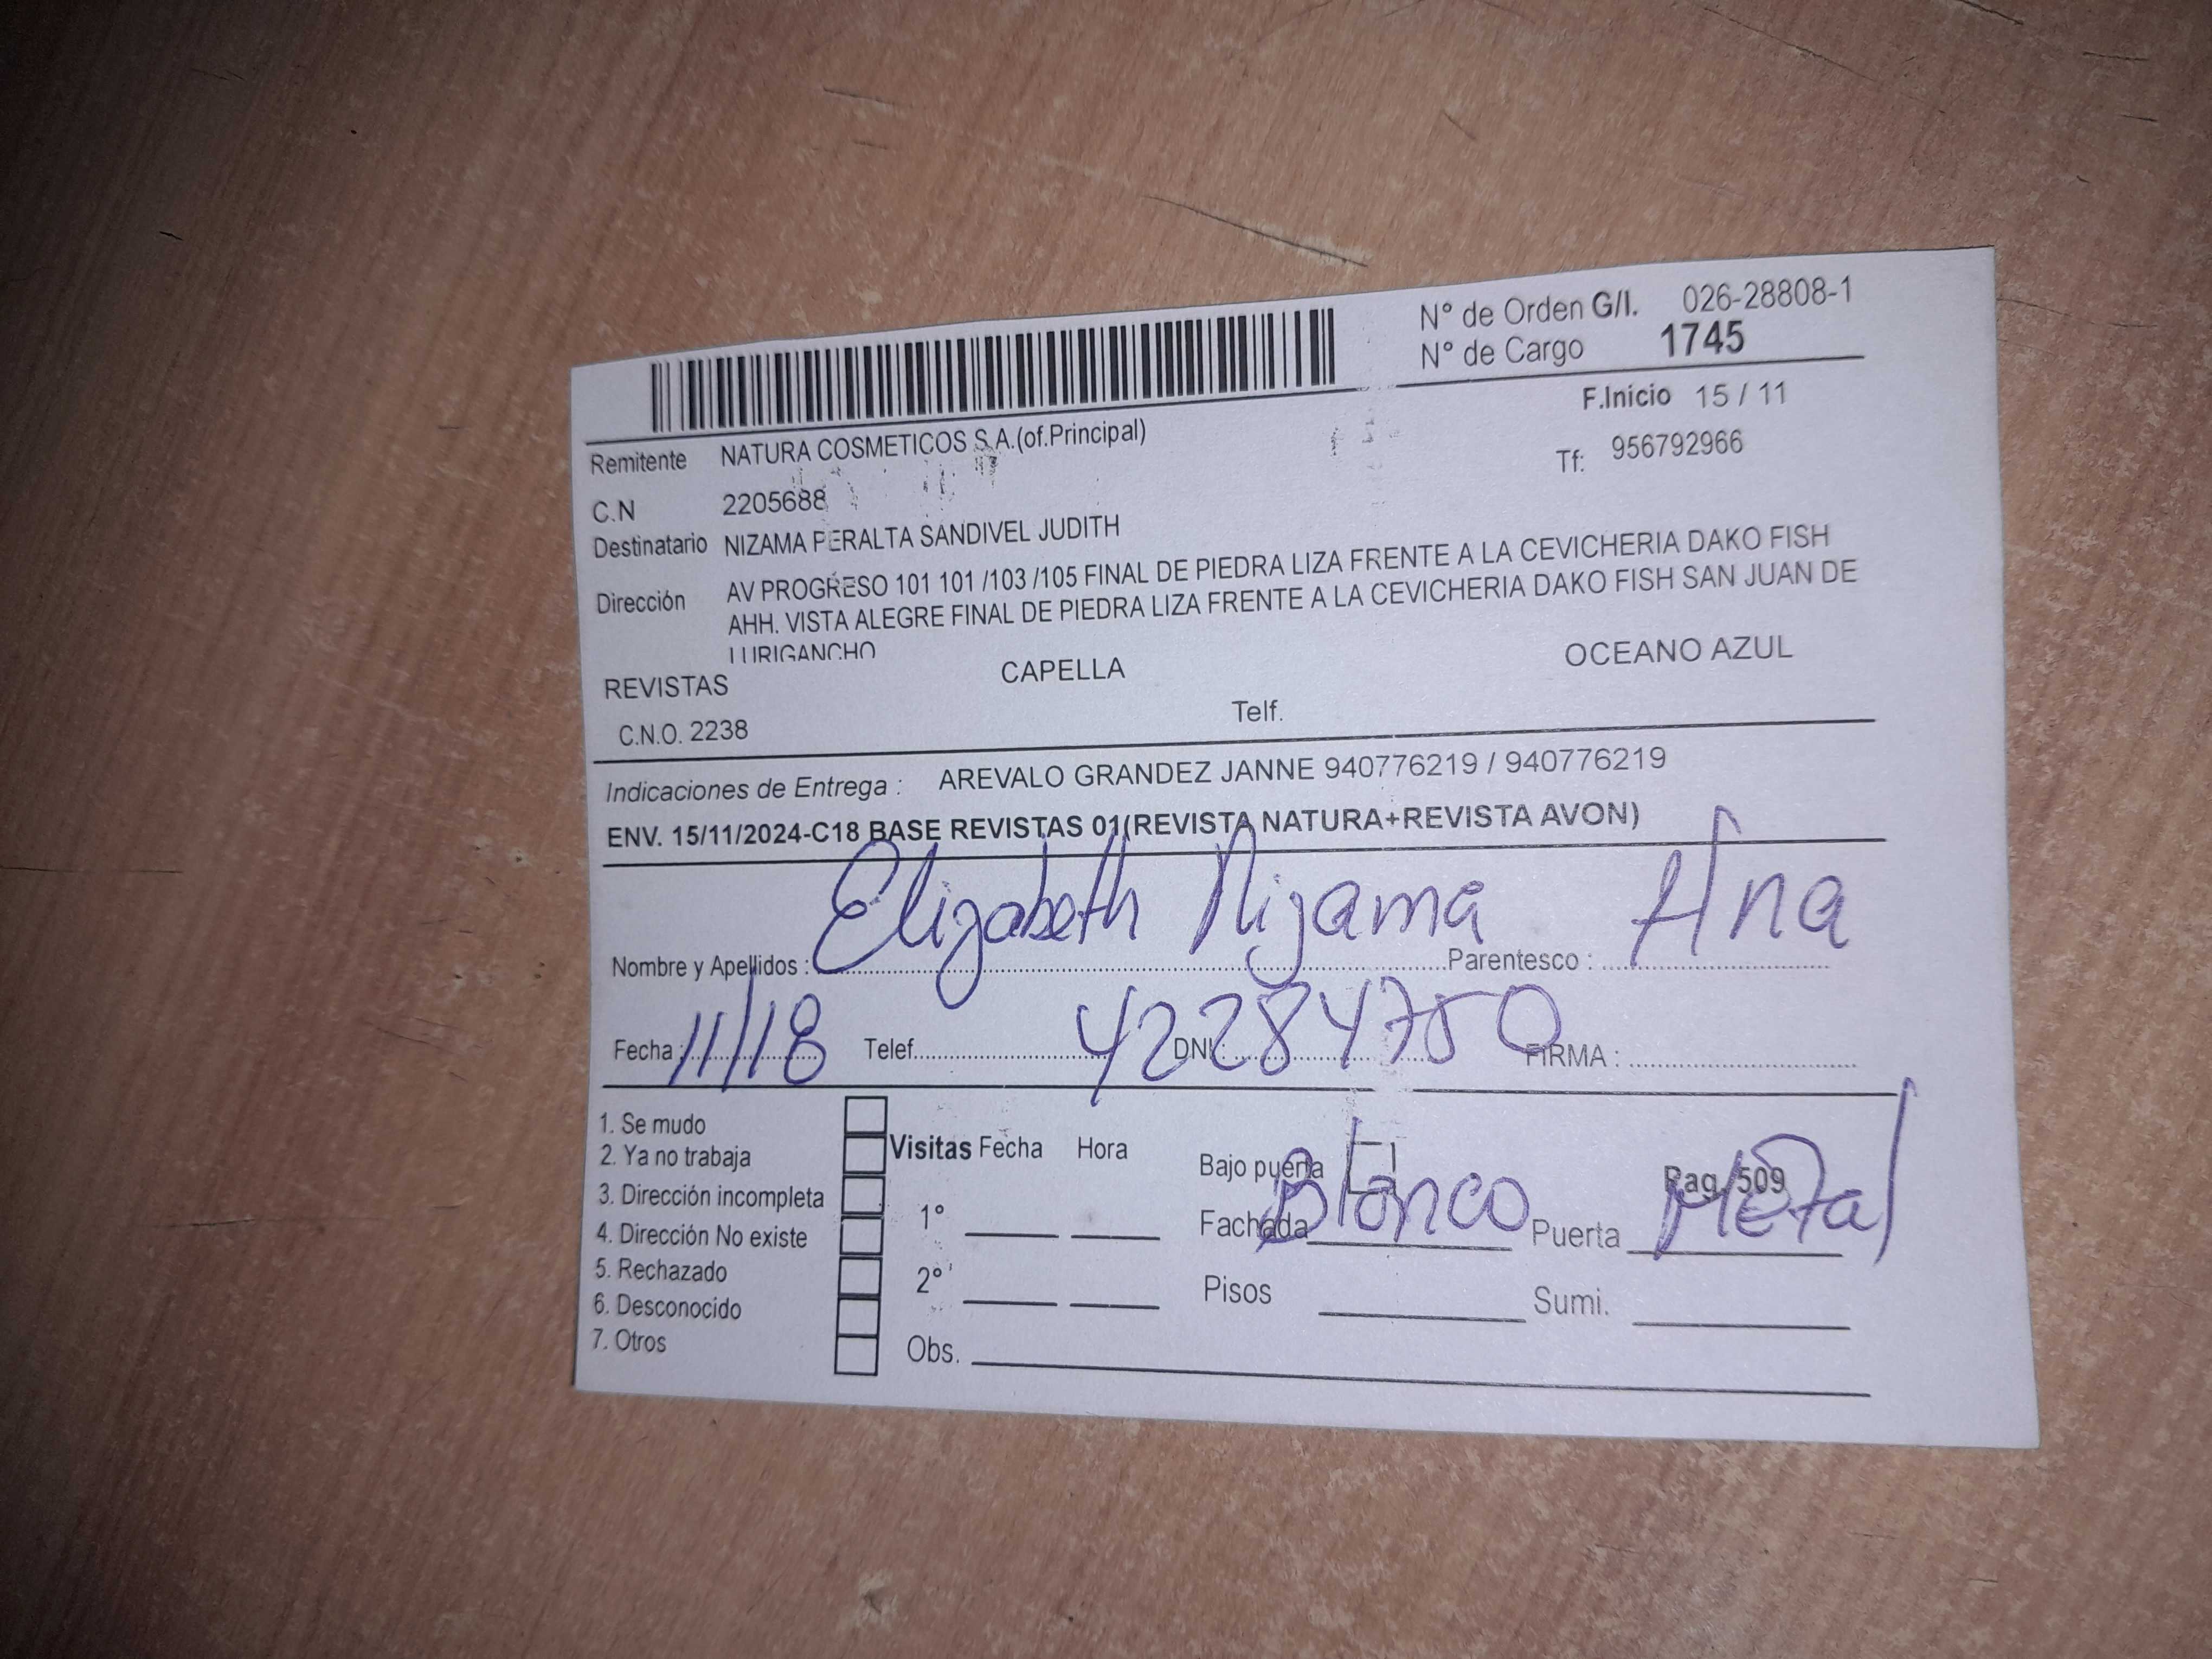 N° de Orden G/I. 026-28808-1
N° de Cargo 1745
F.Inicio 15 / 11
Remitente NATURA COSMETICOS S.A.(of.Principal)
Tf: 956792966
C.N 2205688
Destinatario NIZAMA PERALTA SANDIVEL JUDITH
Dirección AV PROGRESO 101 101 /103 /105 FINAL DE PIEDRA LIZA FRENTE A LA CEVICHERIA DAKO FISH
AHH. VISTA ALEGRE FINAL DE PIEDRA LIZA FRENTE A LA CEVICHERIA DAKO FISH SAN JUAN DE
LURIGANCHO
REVISTAS CAPELLA OCEANO AZUL
C.N.O. 2238 Telf.
Indicaciones de Entrega : AREVALO GRANDEZ JANNE 940776219 / 940776219
ENV. 15/11/2024-C18 BASE REVISTAS 01(REVISTA NATURA+REVISTA AVON)
Nombre y Apellidos : Elizabeth Nizama Parentesco : Hna
Fecha : 11/18 Telef. DNI : 42284750 FIRMA :
1. Se mudo
2. Ya no trabaja
3. Dirección incompleta
4. Dirección No existe
5. Rechazado
6. Desconocido
7. Otros
Visitas Fecha Hora
1°
2°
Obs.
Bajo puerta Pag. 509
Fachada Blanco Puerta Metal
Pisos Sumi.